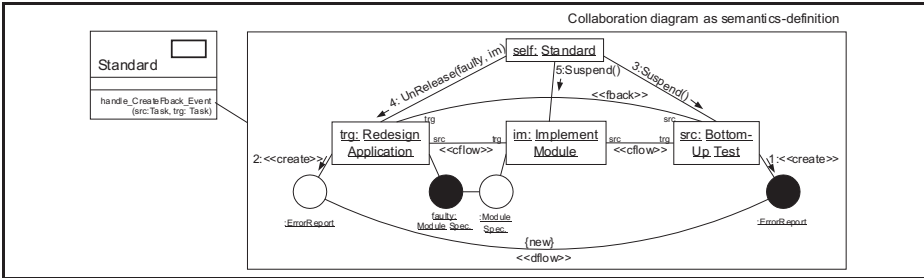 Collaboration diagram as semantics-definition
Standard
handle_CreateFback_Event
(src:Task, trg: Task)
self: Standard
4: UnRelease(faulty, im)
5:Suspend()
3:Suspend()
<<fback>>
trg
src
trg: Redesign
Application
src
trg
<<cflow>>
im: Implement
Module
src
trg
<<cflow>>
src: Bottom-
Up Test
2:<<create>>
1:<<create>>
:ErrorReport
faulty:
Module Spec.
:Module
Spec.
:ErrorReport
{new}
<<dflow>>